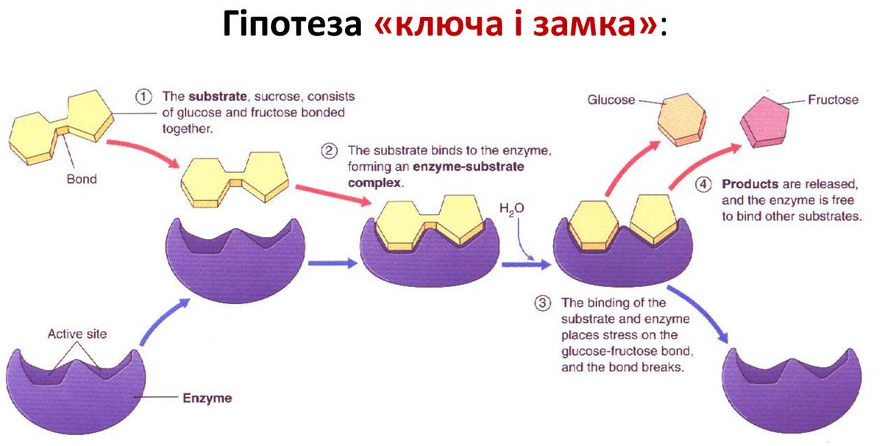 Гіпотеза «ключа і замка»:
1 The substrate, sucrose, consists
of glucose and fructose bonded
together.
Bond
2 The substrate binds to the enzyme,
forming an enzyme-substrate
complex.
H₂O
Glucose
Fructose
4 Products are released,
and the enzyme is free
to bind other substrates.
3 The binding of the
substrate and enzyme
places stress on the
glucose-fructose bond,
and the bond breaks.
Active site
Enzyme